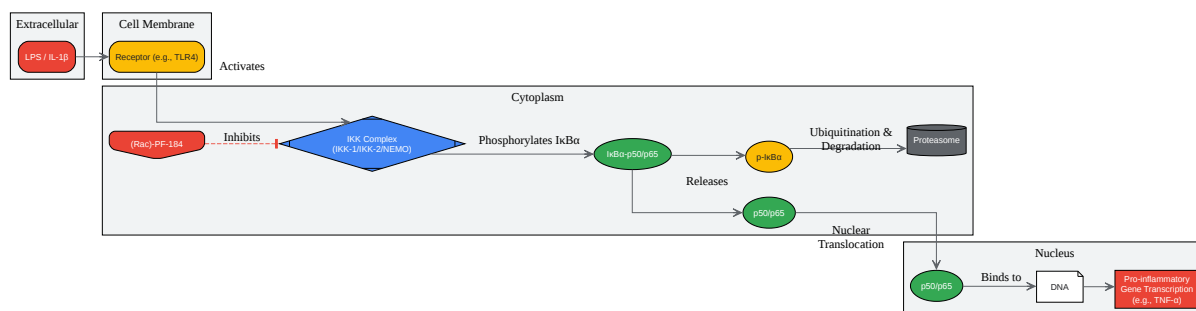 Extracellular
LPS / IL-1β
Cell Membrane
Receptor (e.g., TLR4)
Activates
Cytoplasm
(Rac)-PF-184
Inhibits
IKK Complex
(IKK-1/IKK-2/NEMO)
Phosphorylates IκBα
IκBα-p50/p65
Releases
p-IκBα
Ubiquitination &
Degradation
Proteasome
p50/p65
Nuclear
Translocation
Nucleus
p50/p65
Binds to
DNA
Pro-inflammatory
Gene Transcription
(e.g., TNF-α)